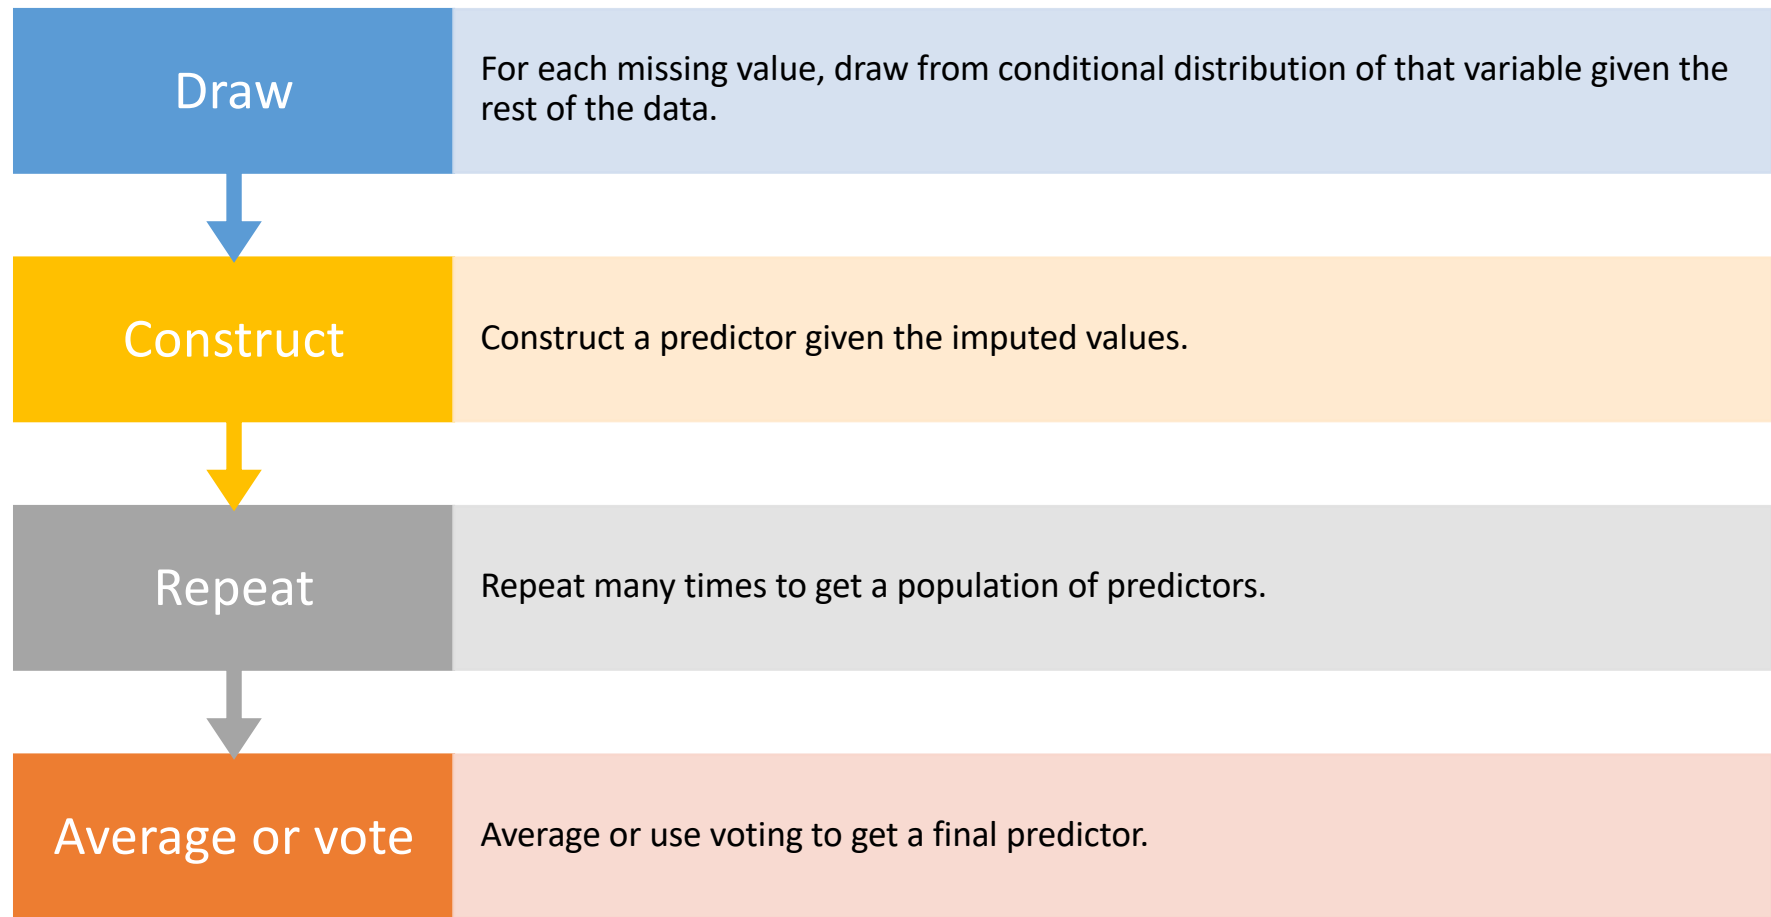 Draw
For each missing value, draw from conditional distribution of that variable given the
rest of the data.
Construct
Construct a predictor given the imputed values.
Repeat
Repeat many times to get a population of predictors.
Average or vote
Average or use voting to get a final predictor.